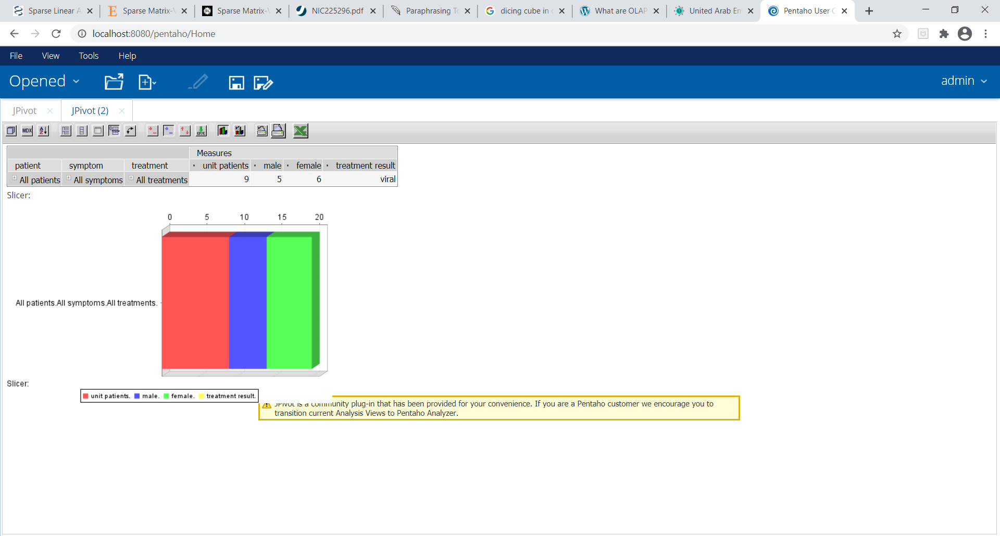 Sparse Linear A
Sparse Matrix-V
Sparse Matrix-V
NIC225296.pdf
Paraphrasing To
dicing cube in
What are OLAP
United Arab Em
Pentaho User C
localhost:8080/pentaho/Home
File View Tools Help
Opened
admin
JPivot
JPivot (2)
MDX
Measures
patient symptom treatment unit patients male female treatment result
All patients All symptoms All treatments 9 5 6 viral
Slicer:
0 5 10 15 20
All patients.All symptoms.All treatments.
Slicer:
unit patients. male. female. treatment result.
JPivot is a community plug-in that has been provided for your convenience. If you are a Pentaho customer we encourage you to
transition current Analysis Views to Pentaho Analyzer.